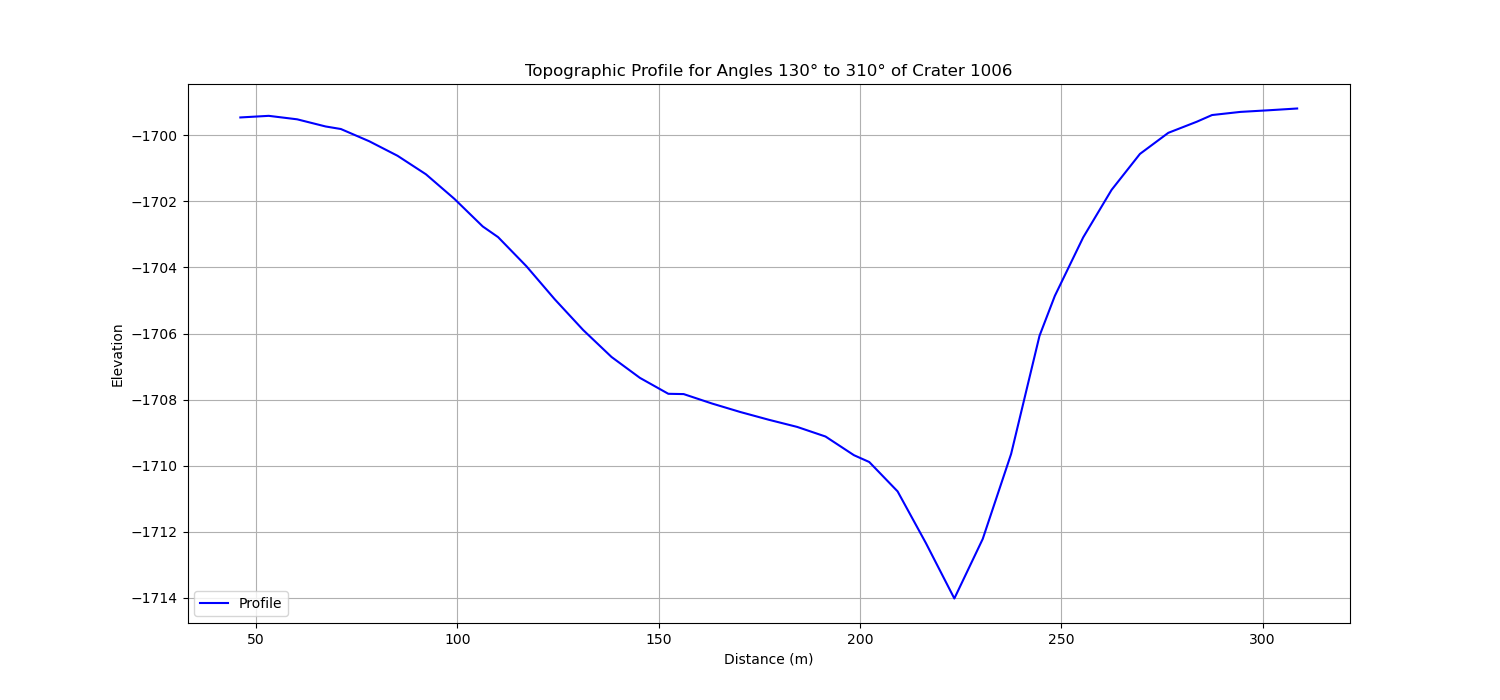 Topographic Profile for Angles 130° to 310° of Crater 1006
Elevation
−1700
−1702
−1704
−1706
−1708
−1710
−1712
−1714
Profile
50 100 150 200 250 300
Distance (m)